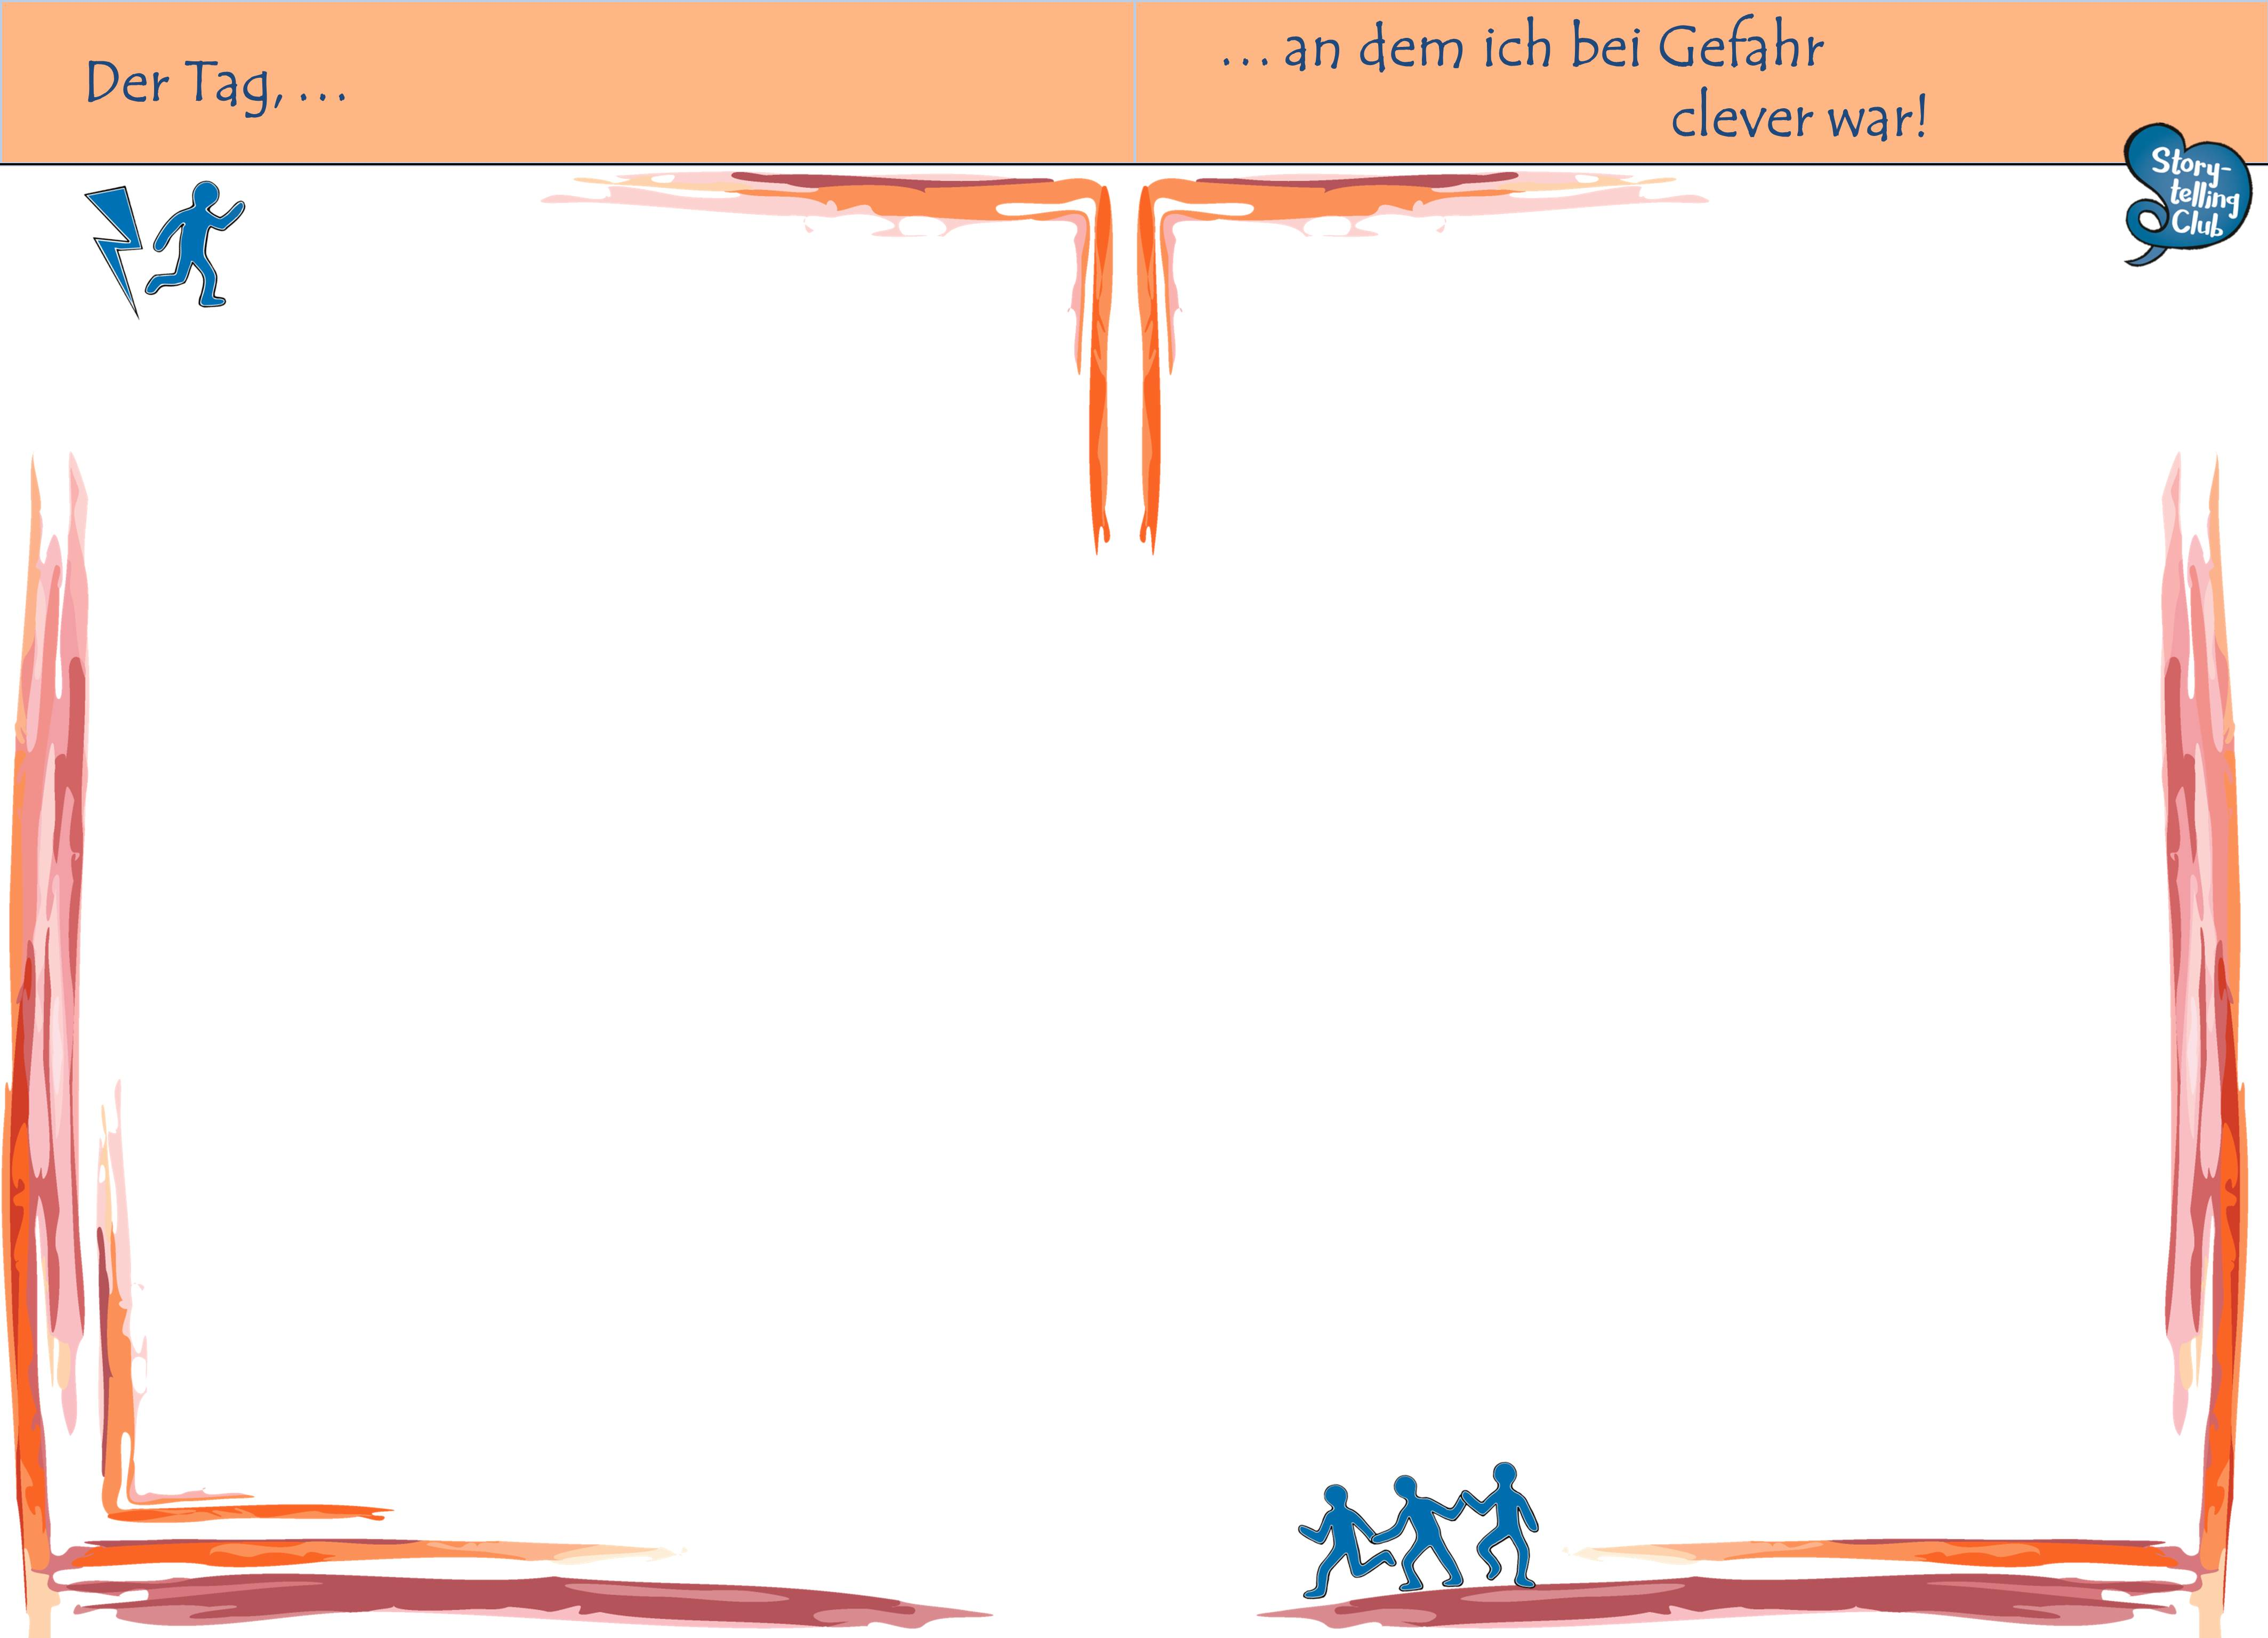 Der Tag, ...
... an dem ich bei Gefahr
clever war!
Story-
telling
Club